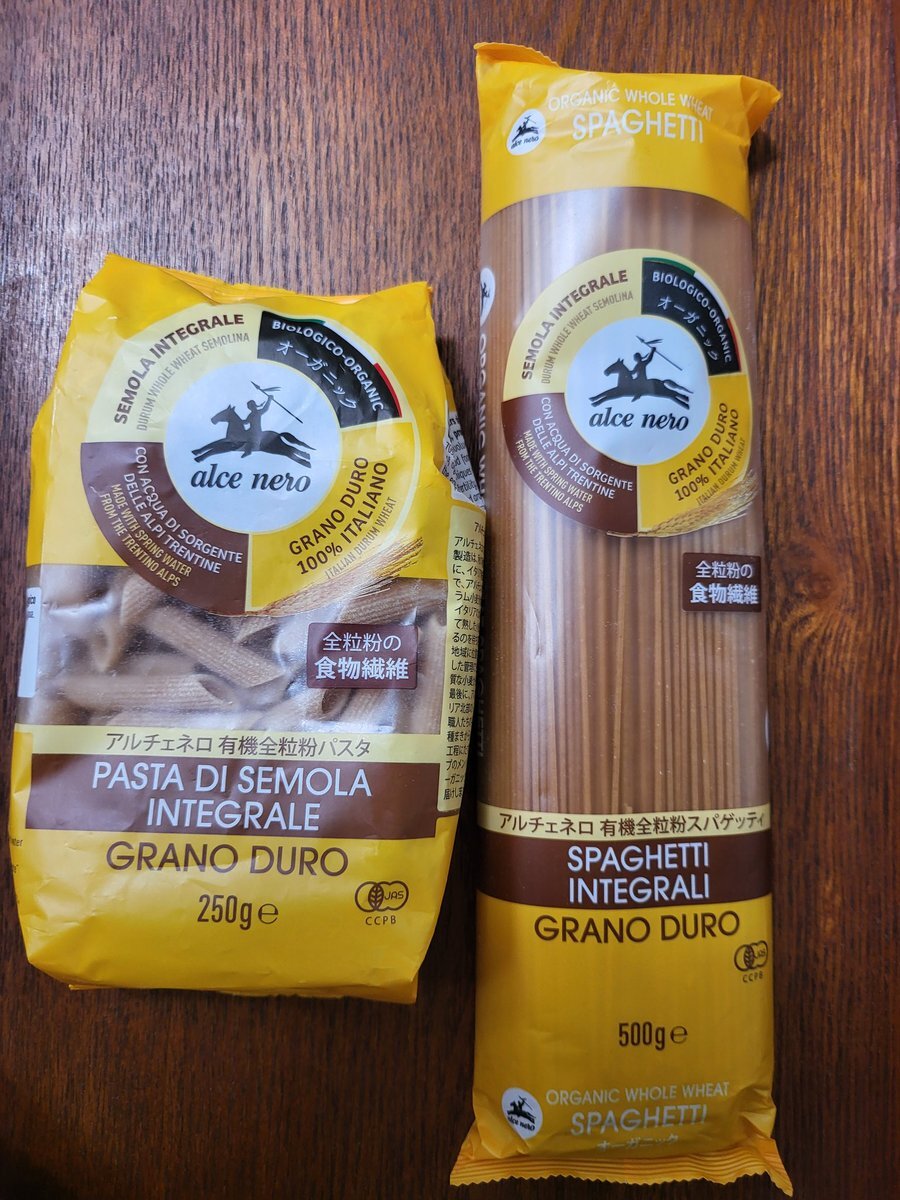 SEMOLA INTEGRALE
DURUM WHOLE WHEAT SEMOLINA
BIOLOGICO-ORGANIC
オーガニック
alce nero
CON ACQUA DI SORGENTE
DELLE ALPI TRENTINE
MADE WITH SPRING WATER
FROM THE TRENTINO ALPS
GRANO DURO
100% ITALIANO
ITALIAN DURUM WHEAT
全粒粉の
食物繊維
アルチェネロ 有機全粒粉パスタ
PASTA DI SEMOLA
INTEGRALE
GRANO DURO
250g e
JAS
CCPB
ORGANIC WHOLE WHEAT
SPAGHETTI
alce nero
SEMOLA INTEGRALE
DURUM WHOLE WHEAT SEMOLINA
BIOLOGICO-ORGANIC
オーガニック
alce nero
CON ACQUA DI SORGENTE
DELLE ALPI TRENTINE
MADE WITH SPRING WATER
FROM THE TRENTINO ALPS
GRANO DURO
100% ITALIANO
ITALIAN DURUM WHEAT
全粒粉の
食物繊維
アルチェネロ 有機全粒粉スパゲッティ
SPAGHETTI
INTEGRALI
GRANO DURO
JAS
CCPB
500g e
alce nero
ORGANIC WHOLE WHEAT
SPAGHETTI
オーガニック